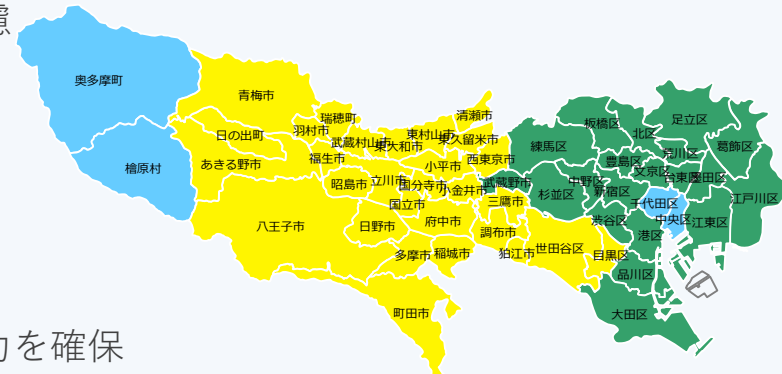 慮
奥多摩町
檜原村
青梅市
日の出町
あきる野市
瑞穂町
羽村市
武蔵村山市
福生市
東大和市
東村山市
清瀬市
東久留米市
西東京市
小平市
昭島市
立川市
国分寺市
小金井市
武蔵野市
三鷹市
国立市
八王子市
日野市
府中市
調布市
多摩市
稲城市
狛江市
町田市
世田谷区
目黒区
練馬区
板橋区
北区
足立区
葛飾区
荒川区
豊島区
文京区
台東区
墨田区
杉並区
中野区
新宿区
千代田区
中央区
江東区
江戸川区
渋谷区
港区
品川区
大田区
を確保